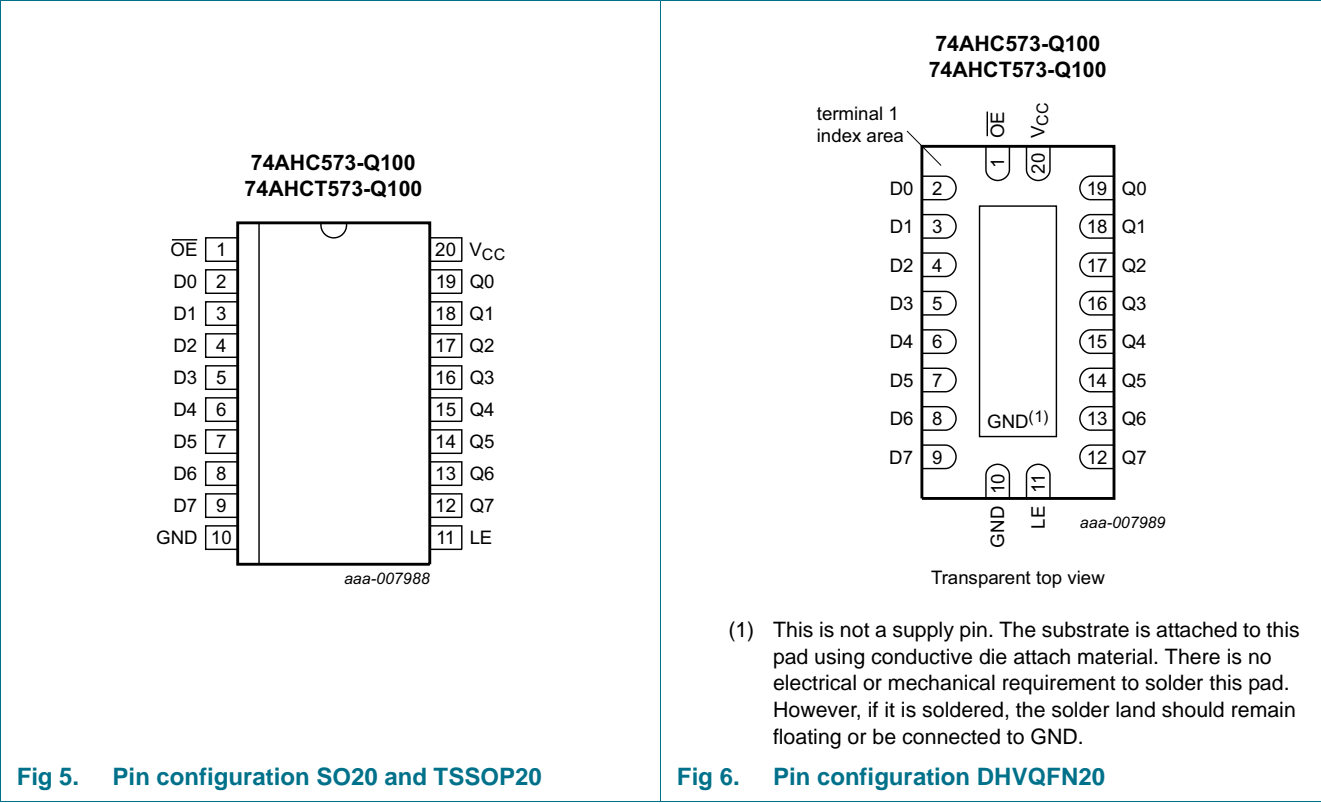 74AHC573-Q100
74AHCT573-Q100
OE 1
20 VCC
D0 2
19 Q0
D1 3
18 Q1
D2 4
17 Q2
D3 5
16 Q3
D4 6
15 Q4
D5 7
14 Q5
D6 8
13 Q6
D7 9
12 Q7
GND 10
11 LE
aaa-007988
Fig 5. Pin configuration SO20 and TSSOP20
74AHC573-Q100
74AHCT573-Q100
terminal 1
index area
OE
VCC
1
20
D0 2
19 Q0
D1 3
18 Q1
D2 4
17 Q2
D3 5
16 Q3
D4 6
15 Q4
D5 7
14 Q5
D6 8
GND(1)
13 Q6
D7 9
12 Q7
10
11
GND
LE
aaa-007989
Transparent top view
(1) This is not a supply pin. The substrate is attached to this
pad using conductive die attach material. There is no
electrical or mechanical requirement to solder this pad.
However, if it is soldered, the solder land should remain
floating or be connected to GND.
Fig 6. Pin configuration DHVQFN20